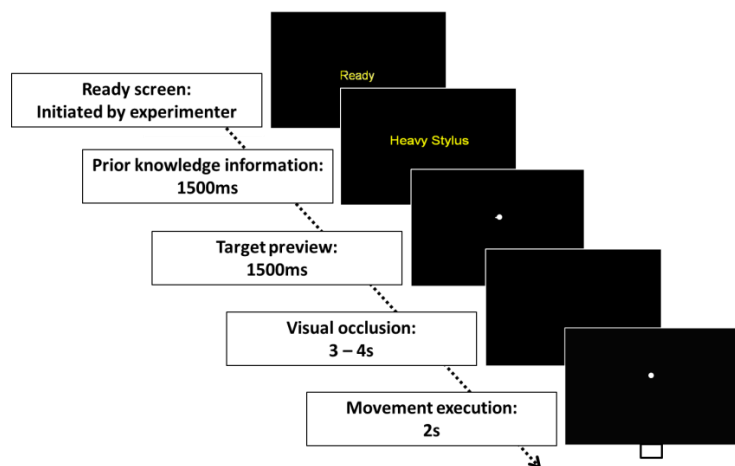 Ready
Ready screen:
Initiated by experimenter
Heavy Stylus
Prior knowledge information:
1500ms
Target preview:
1500ms
Visual occlusion:
3 – 4s
Movement execution:
2s